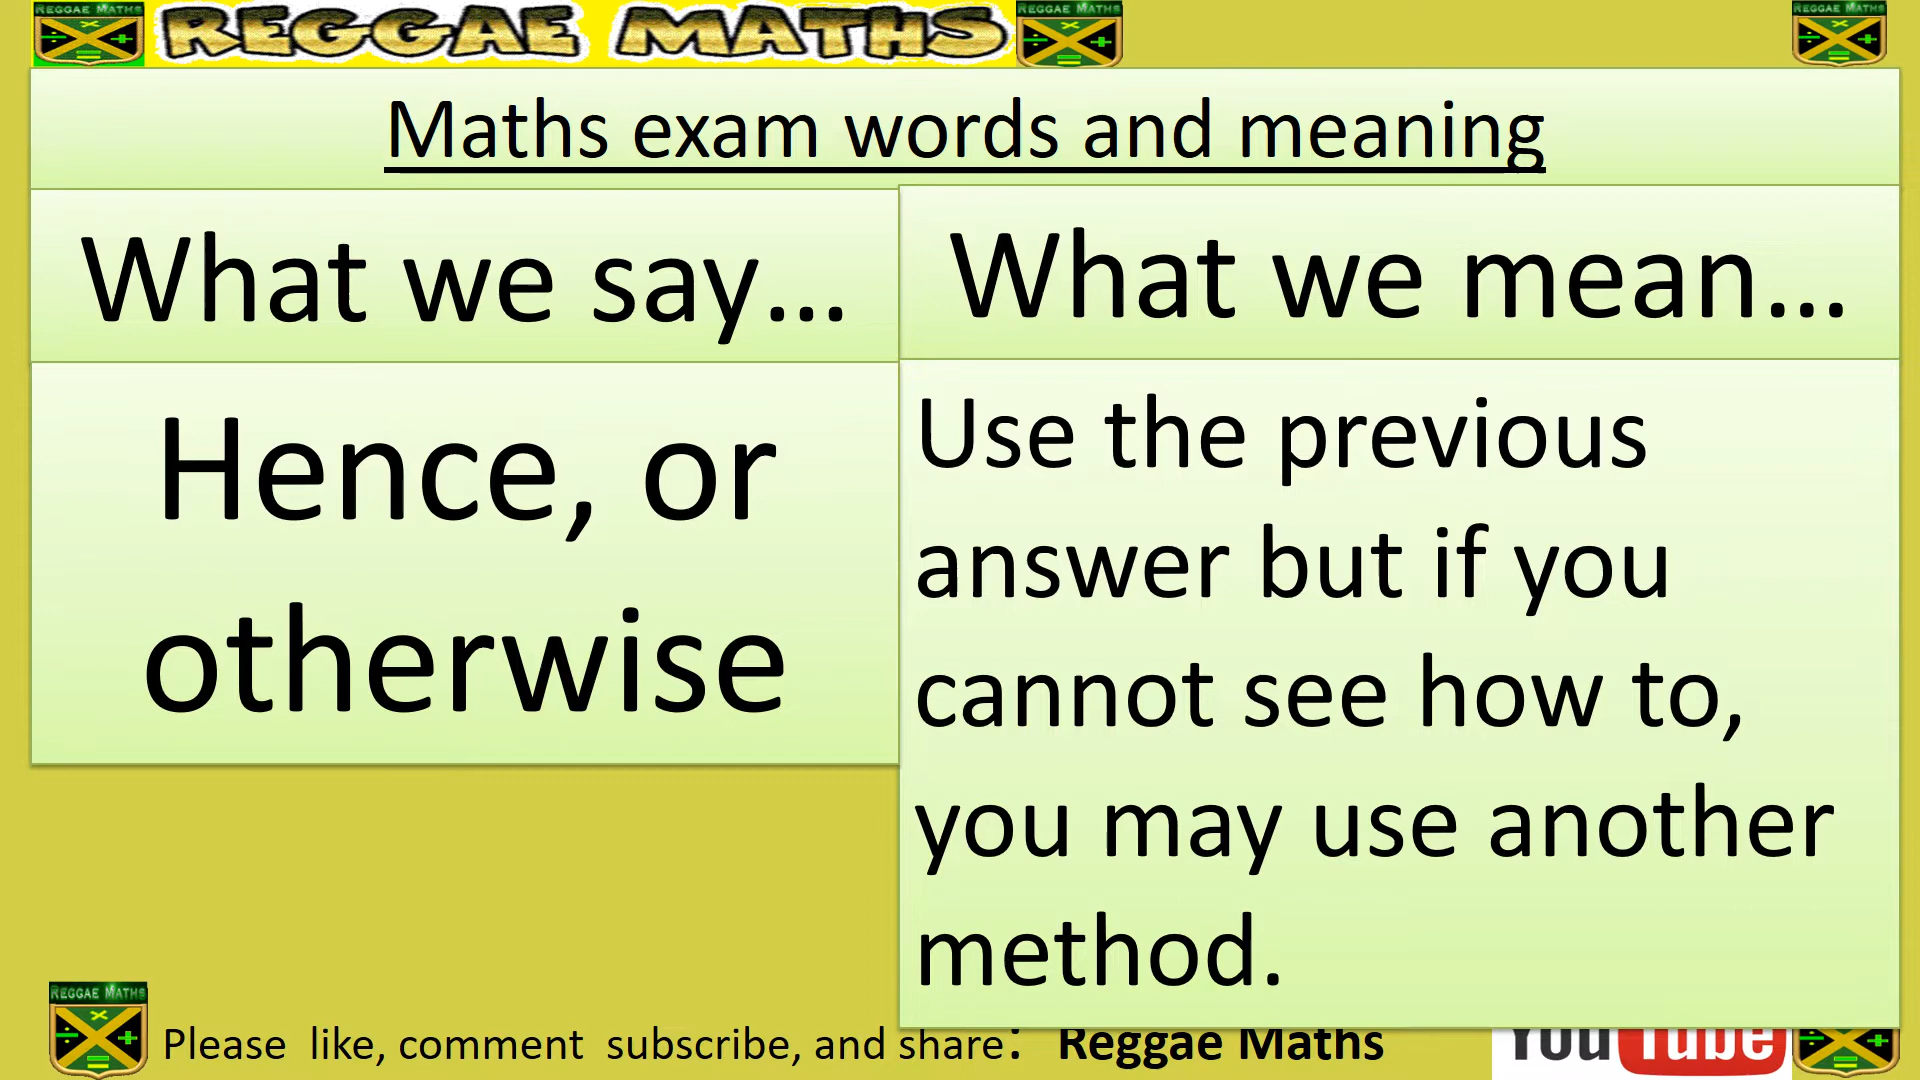 REGGAE MATHS
REGGAE MATHS
REGGAE MATHS
REGGAE MATHS
Maths exam words and meaning
What we say...
What we mean...
Hence, or
otherwise
Use the previous
answer but if you
cannot see how to,
you may use another
method.
REGGAE MATHS
Please like, comment subscribe, and share: Reggae Maths
YouTube